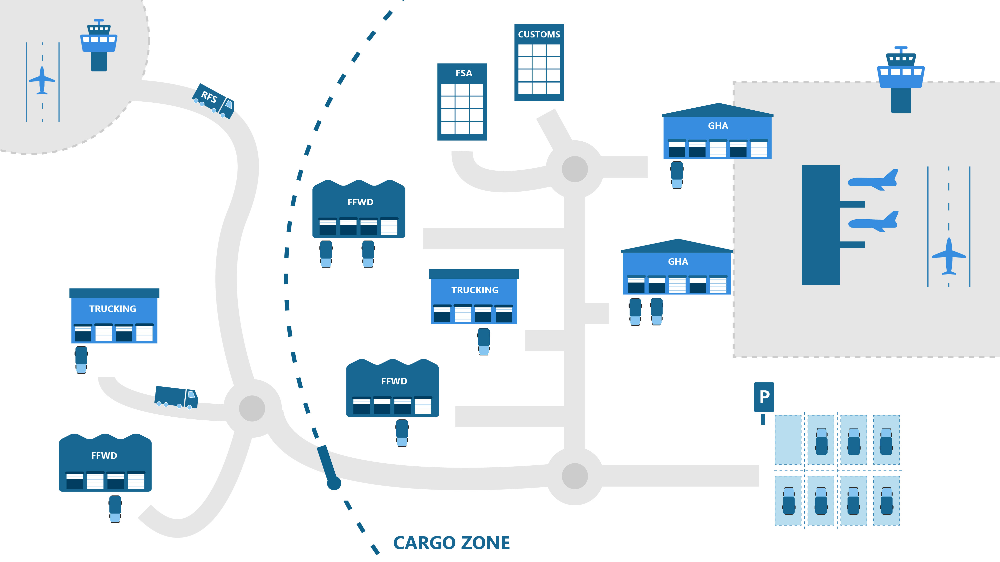 CUSTOMS
FSA
RFS
GHA
FFWD
GHA
TRUCKING
TRUCKING
FFWD
P
FFWD
CARGO ZONE